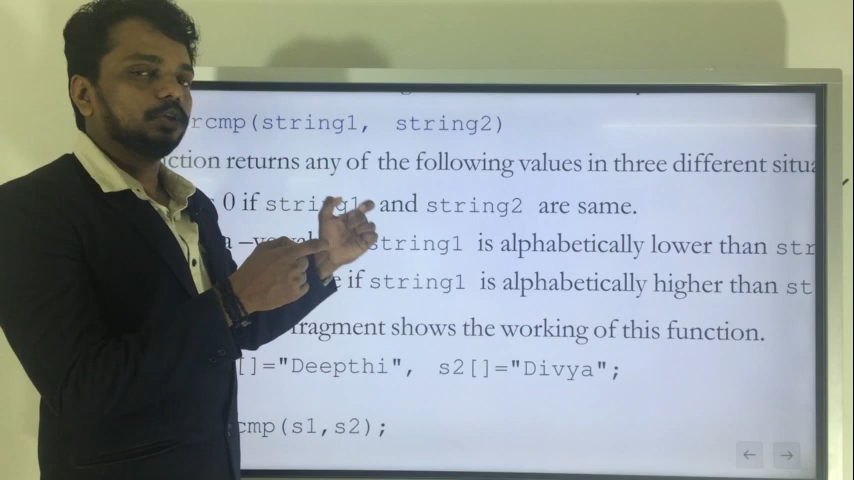 rcmp(string1, string2)
ction returns any of the following values in three different situa
0 if string1 and string2 are same.
string1 is alphabetically lower than str
if string1 is alphabetically higher than st
fragment shows the working of this function.
[]="Deepthi", s2[]="Divya";
cmp(s1,s2);